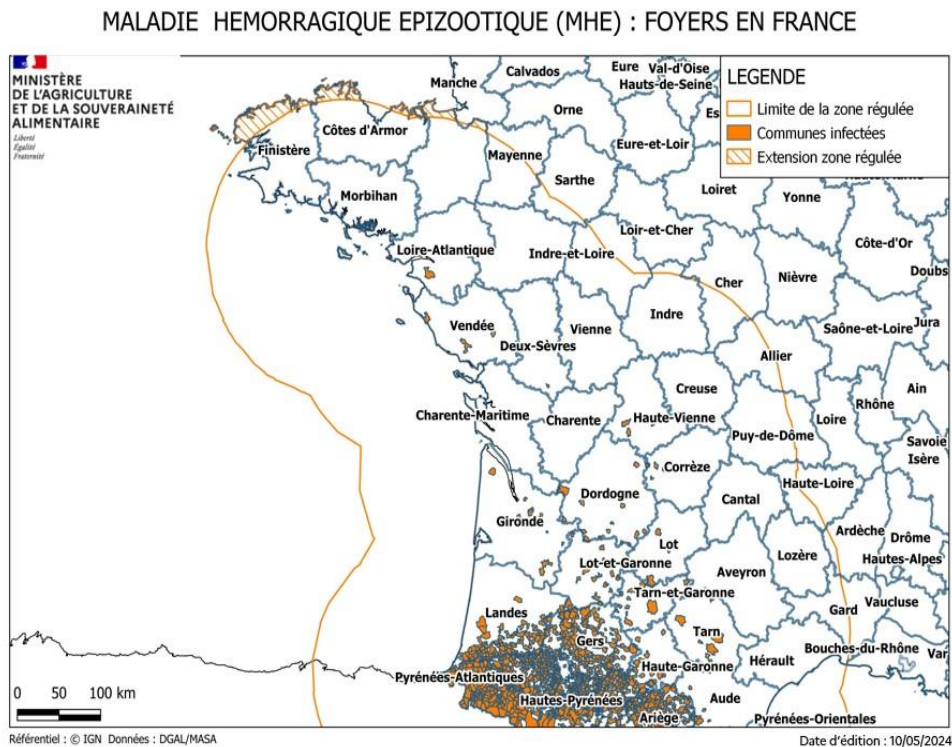 MALADIE HEMORRAGIQUE EPIZOOTIQUE (MHE) : FOYERS EN FRANCE
MINISTÈRE
DE L'AGRICULTURE
ET DE LA SOUVERAINETÉ
ALIMENTAIRE
Liberté
Égalité
Fraternité
LEGENDE
Limite de la zone régulée
Communes infectées
Extension zone régulée
Manche
Calvados
Eure
Val-d'Oise
Hauts-de-Seine
Orne
Es
Côtes d'Armor
Finistère
Mayenne
Eure-et-Loir
Sarthe
Morbihan
Loiret
Yonne
Loir-et-Cher
Côte-d'Or
Loire-Atlantique
Indre-et-Loire
Cher
Nièvre
Doubs
Vendée
Deux-Sèvres
Vienne
Indre
Saône-et-Loire
Jura
Allier
Creuse
Ain
Charente-Maritime
Charente
Haute-Vienne
Puy-de-Dôme
Loire
Rhône
Savoie
Isère
Corrèze
Haute-Loire
Dordogne
Cantal
Gironde
Ardèche
Drôme
Hautes-Alpes
Lot
Lot-et-Garonne
Aveyron
Lozère
Tarn-et-Garonne
Landes
Gard
Vaucluse
Gers
Tarn
Bouches-du-Rhône
Var
Haute-Garonne
Hérault
Pyrénées-Atlantiques
Hautes-Pyrénées
Aude
Ariège
Pyrénées-Orientales
0 50 100 km
Référentiel : © IGN Données : DGAL/MASA
Date d'édition : 10/05/2024